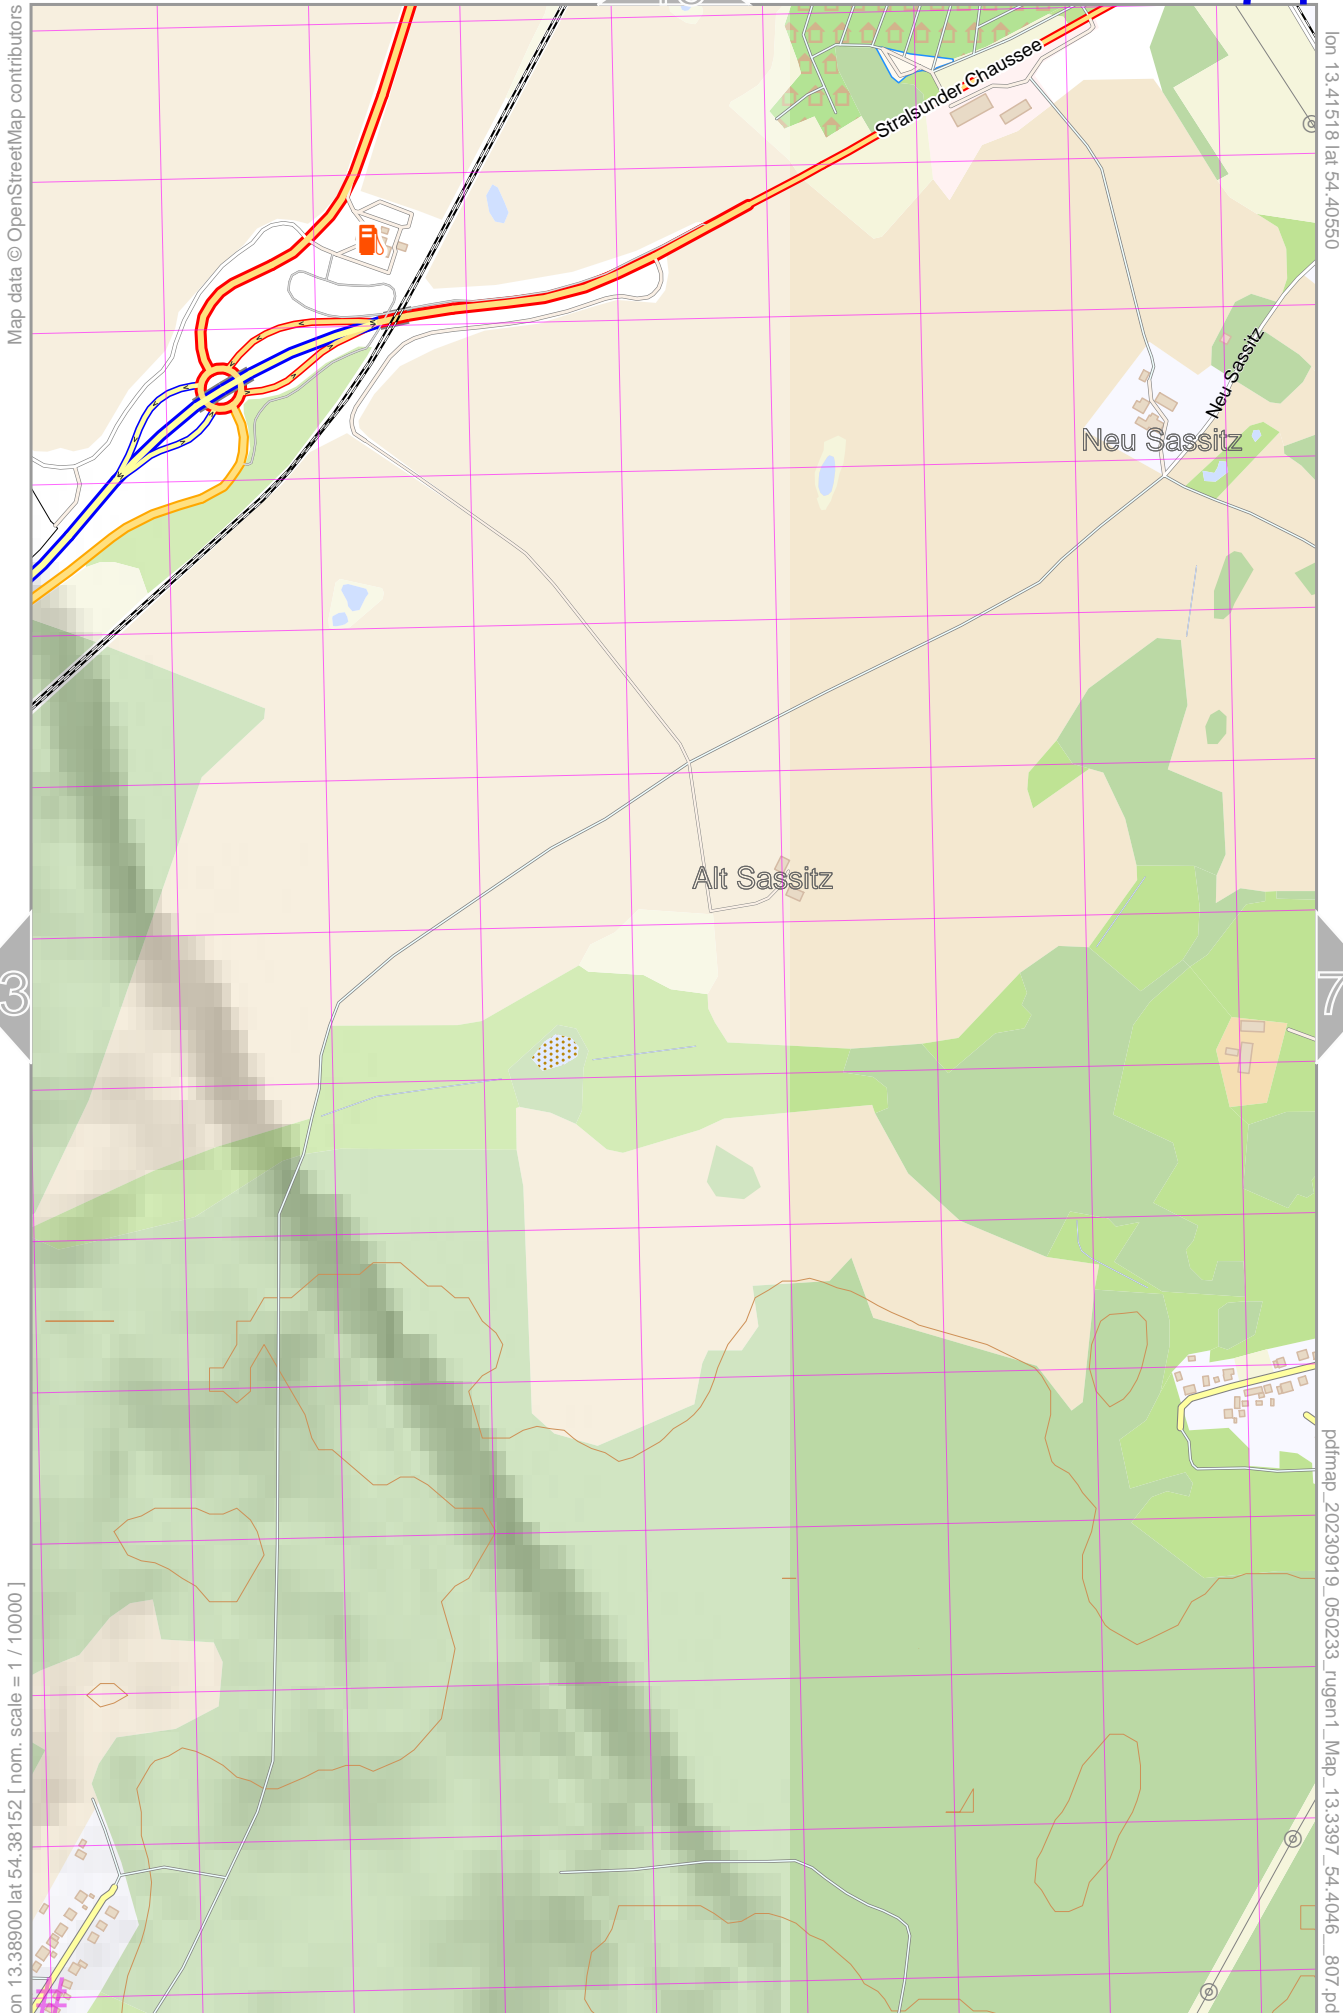 Map data © OpenStreetMap contributors
lon 13.41518 lat 54.40550
Stralsunder Chaussee
Neu Sassitz
Neu Sassitz
Alt Sassitz
3
7
on 13.38900 lat 54.38152 [ nom. scale = 1 / 10000 ]
pdfmap_20230919_050233_rugen1_Map_13.3397_54.4046__807.pd